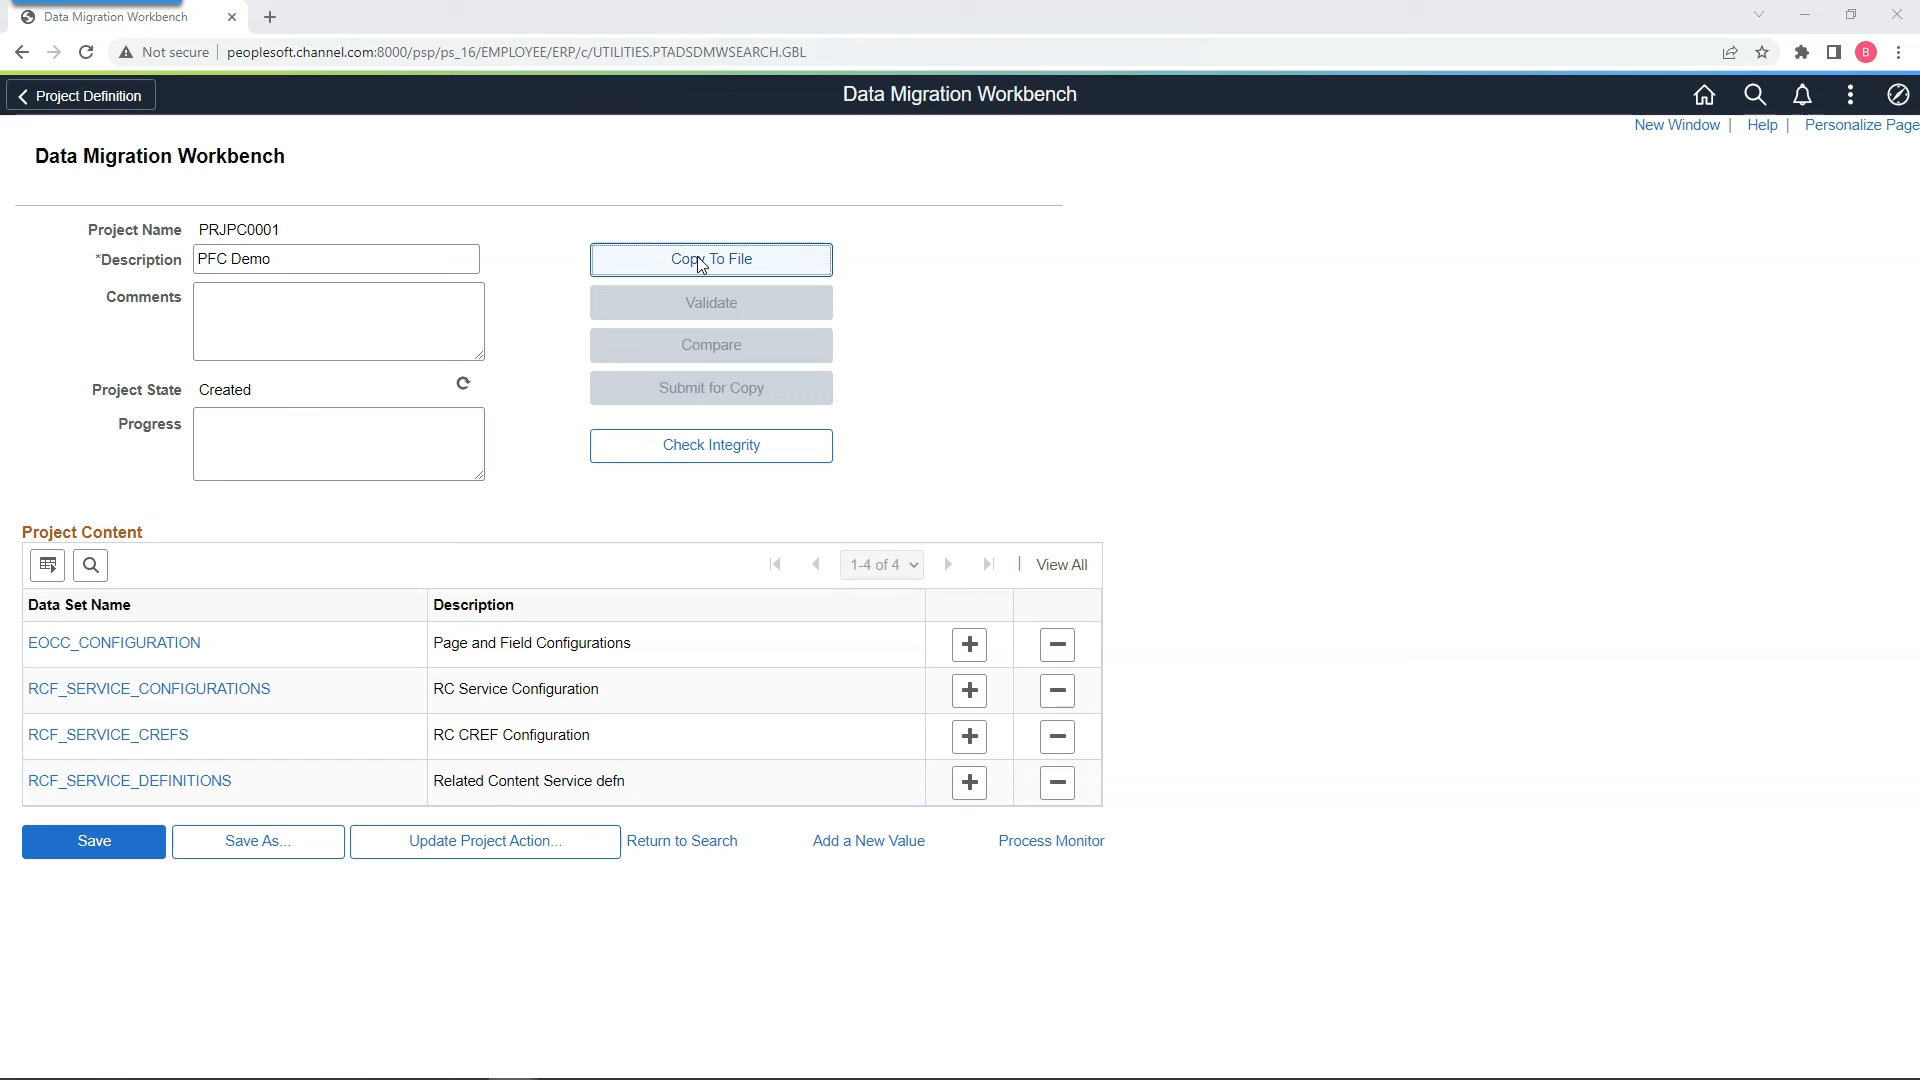 Data Migration Workbench
Not secure
peoplesoft.channel.com:8000/psp/ps_16/EMPLOYEE/ERP/c/UTILITIES.PTADSDMWSEARCH.GBL
B
Project Definition
Data Migration Workbench
New Window | Help | Personalize Page
Data Migration Workbench
Project Name PRJPC0001
*Description PFC Demo
Copy To File
Comments
Validate
Compare
Project State Created
Submit for Copy
Progress
Check Integrity
Project Content
1-4 of 4 | View All
Data Set Name Description
EOCC_CONFIGURATION Page and Field Configurations
RCF_SERVICE_CONFIGURATIONS RC Service Configuration
RCF_SERVICE_CREFS RC CREF Configuration
RCF_SERVICE_DEFINITIONS Related Content Service defn
Save Save As... Update Project Action... Return to Search Add a New Value Process Monitor